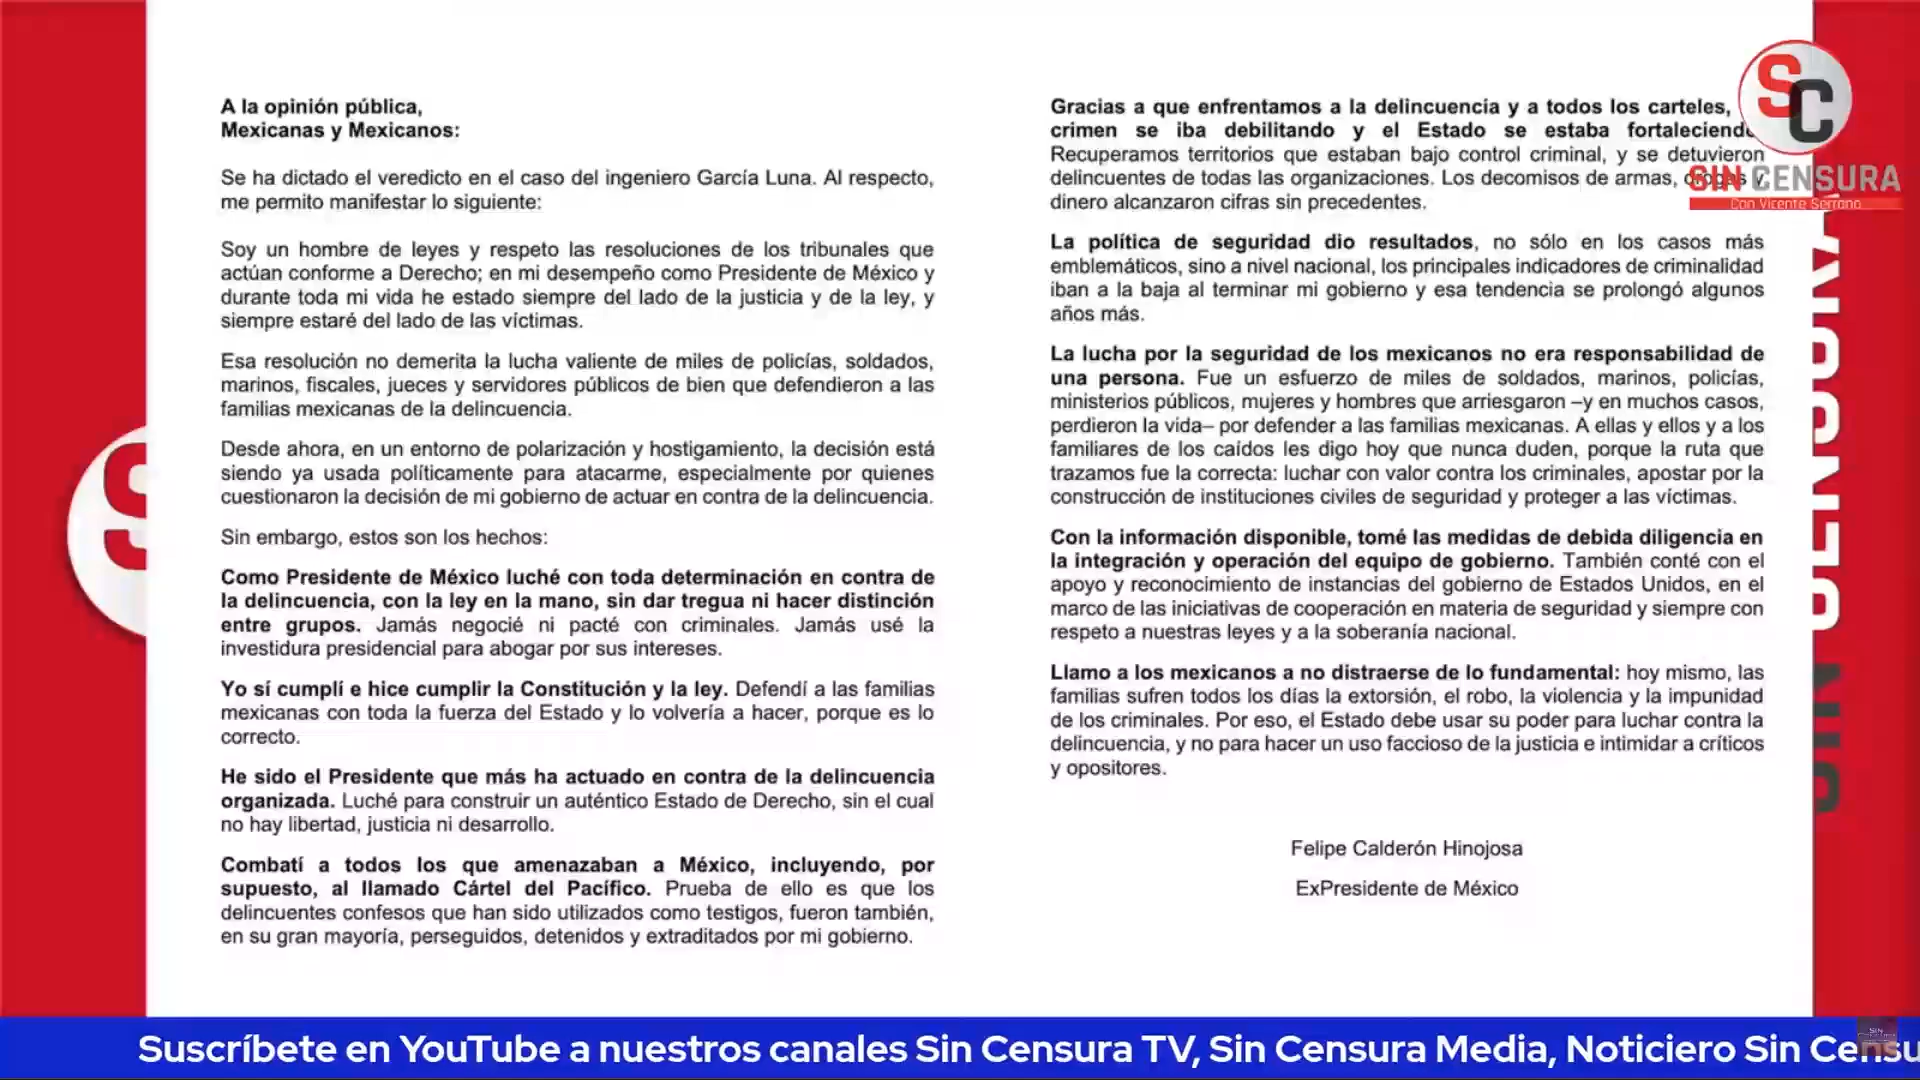 A la opinión pública,
Mexicanas y Mexicanos:
Se ha dictado el veredicto en el caso del ingeniero García Luna. Al respecto,
me permito manifestar lo siguiente:
Soy un hombre de leyes y respeto las resoluciones de los tribunales que
actúan conforme a Derecho; en mi desempeño como Presidente de México y
durante toda mi vida he estado siempre del lado de la justicia y de la ley, y
siempre estaré del lado de las víctimas.
Esa resolución no demerita la lucha valiente de miles de policías, soldados,
marinos, fiscales, jueces y servidores públicos de bien que defendieron a las
familias mexicanas de la delincuencia.
Desde ahora, en un entorno de polarización y hostigamiento, la decisión está
siendo ya usada políticamente para atacarme, especialmente por quienes
cuestionaron la decisión de mi gobierno de actuar en contra de la delincuencia.
Sin embargo, estos son los hechos:
Como Presidente de México luché con toda determinación en contra de
la delincuencia, con la ley en la mano, sin dar tregua ni hacer distinción
entre grupos. Jamás negocié ni pacté con criminales. Jamás usé la
investidura presidencial para abogar por sus intereses.
Yo sí cumplí e hice cumplir la Constitución y la ley. Defendí a las familias
mexicanas con toda la fuerza del Estado y lo volvería a hacer, porque es lo
correcto.
He sido el Presidente que más ha actuado en contra de la delincuencia
organizada. Luché para construir un auténtico Estado de Derecho, sin el cual
no hay libertad, justicia ni desarrollo.
Combatí a todos los que amenazaban a México, incluyendo, por
supuesto, al llamado Cártel del Pacífico. Prueba de ello es que los
delincuentes confesos que han sido utilizados como testigos, fueron también,
en su gran mayoría, perseguidos, detenidos y extraditados por mi gobierno.
Gracias a que enfrentamos a la delincuencia y a todos los carteles,
crimen se iba debilitando y el Estado se estaba fortaleciendo
Recuperamos territorios que estaban bajo control criminal, y se detuvieron
delincuentes de todas las organizaciones. Los decomisos de armas, drogas y
dinero alcanzaron cifras sin precedentes.
La política de seguridad dio resultados, no sólo en los casos más
emblemáticos, sino a nivel nacional, los principales indicadores de criminalidad
iban a la baja al terminar mi gobierno y esa tendencia se prolongó algunos
años más.
La lucha por la seguridad de los mexicanos no era responsabilidad de
una persona. Fue un esfuerzo de miles de soldados, marinos, policías,
ministerios públicos, mujeres y hombres que arriesgaron –y en muchos casos,
perdieron la vida– por defender a las familias mexicanas. A ellas y ellos y a los
familiares de los caídos les digo hoy que nunca duden, porque la ruta que
trazamos fue la correcta: luchar con valor contra los criminales, apostar por la
construcción de instituciones civiles de seguridad y proteger a las víctimas.
Con la información disponible, tomé las medidas de debida diligencia en
la integración y operación del equipo de gobierno. También conté con el
apoyo y reconocimiento de instancias del gobierno de Estados Unidos, en el
marco de las iniciativas de cooperación en materia de seguridad y siempre con
respeto a nuestras leyes y a la soberanía nacional.
Llamo a los mexicanos a no distraerse de lo fundamental: hoy mismo, las
familias sufren todos los días la extorsión, el robo, la violencia y la impunidad
de los criminales. Por eso, el Estado debe usar su poder para luchar contra la
delincuencia, y no para hacer un uso faccioso de la justicia e intimidar a críticos
y opositores.
Felipe Calderón Hinojosa
ExPresidente de México
SC
SIN CENSURA
Con Vicente Serrano
SIN CENSURA
S
Suscríbete en YouTube a nuestros canales Sin Censura TV, Sin Censura Media, Noticiero Sin Censu